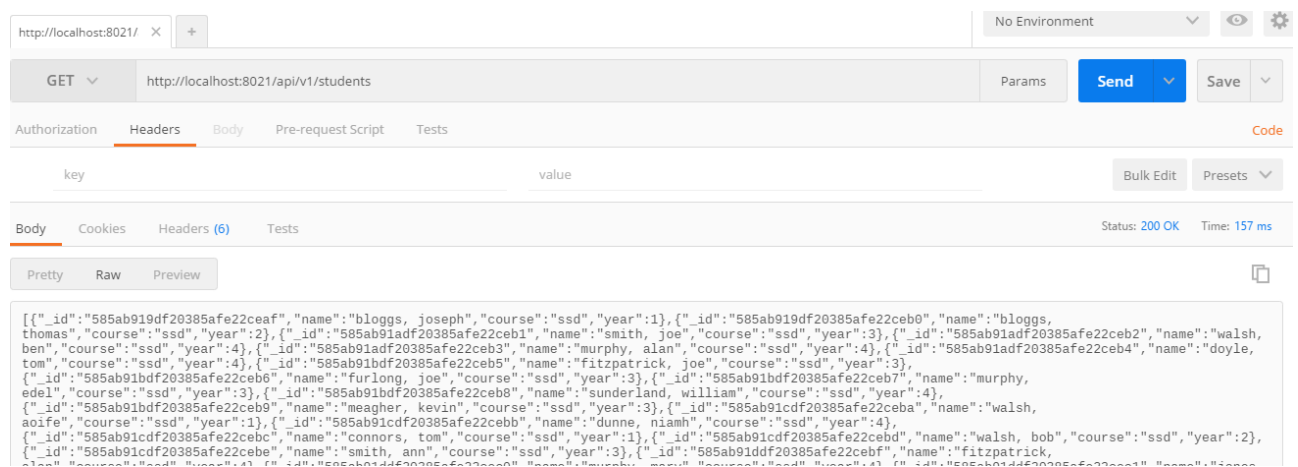 http://localhost:8021/ × +
No Environment
GET http://localhost:8021/api/v1/students Params Send Save
Authorization Headers Body Pre-request Script Tests Code
key value Bulk Edit Presets
Body Cookies Headers (6) Tests Status: 200 OK Time: 157 ms
Pretty Raw Preview
[{"_id":"585ab919df20385afe22ceaf","name":"bloggs, joseph","course":"ssd","year":1},{"_id":"585ab919df20385afe22ceb0","name":"bloggs,
thomas","course":"ssd","year":2},{"_id":"585ab91adf20385afe22ceb1","name":"smith, joe","course":"ssd","year":3},{"_id":"585ab91adf20385afe22ceb2","name":"walsh,
ben","course":"ssd","year":4},{"_id":"585ab91adf20385afe22ceb3","name":"murphy, alan","course":"ssd","year":4},{"_id":"585ab91adf20385afe22ceb4","name":"doyle,
tom","course":"ssd","year":4},{"_id":"585ab91bdf20385afe22ceb5","name":"fitzpatrick, joe","course":"ssd","year":3},
{"_id":"585ab91bdf20385afe22ceb6","name":"furlong, joe","course":"ssd","year":3},{"_id":"585ab91bdf20385afe22ceb7","name":"murphy,
edel","course":"ssd","year":3},{"_id":"585ab91bdf20385afe22ceb8","name":"sunderland, william","course":"ssd","year":4},
{"_id":"585ab91bdf20385afe22ceb9","name":"meagher, kevin","course":"ssd","year":3},{"_id":"585ab91cdf20385afe22ceba","name":"walsh,
aoife","course":"ssd","year":1},{"_id":"585ab91cdf20385afe22cebb","name":"dunne, niamh","course":"ssd","year":4},
{"_id":"585ab91cdf20385afe22cebc","name":"connors, tom","course":"ssd","year":1},{"_id":"585ab91cdf20385afe22cebd","name":"walsh, bob","course":"ssd","year":2},
{"_id":"585ab91cdf20385afe22cebe","name":"smith, ann","course":"ssd","year":3},{"_id":"585ab91ddf20385afe22cebf","name":"fitzpatrick,